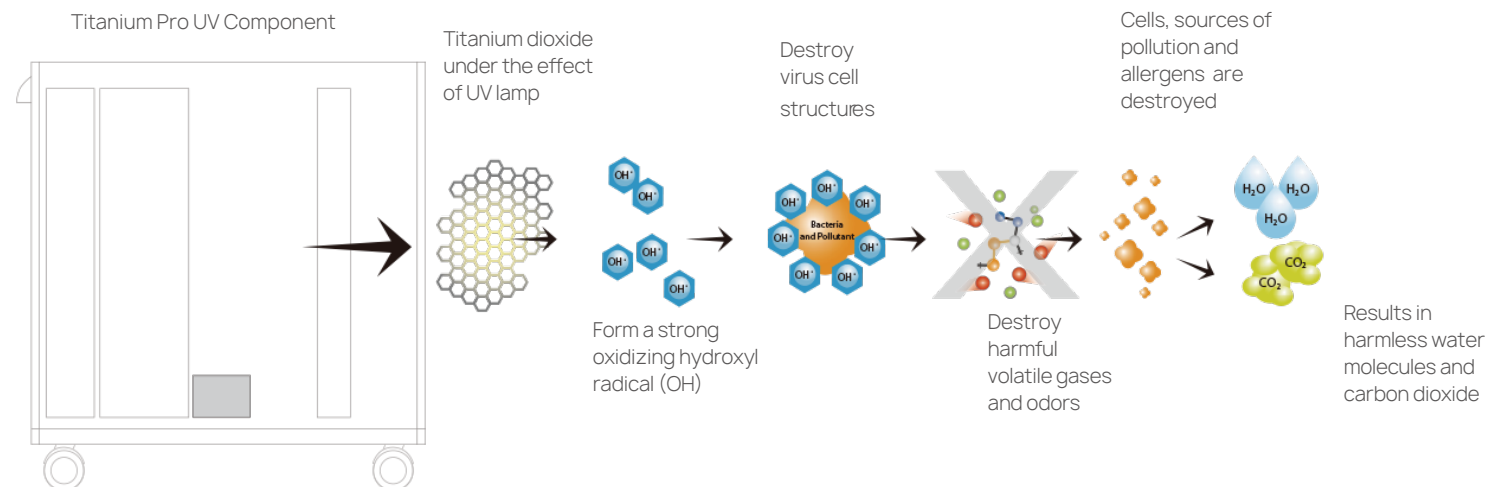 Titanium Pro UV Component
Titanium dioxide
under the effect
of UV lamp
OH⁺
OH⁺
OH⁺
OH⁺
OH⁺
Form a strong
oxidizing hydroxyl
radical (OH)
Destroy
virus cell
structures
OH⁺
OH⁺
OH⁺
OH⁺
OH⁺
OH⁺
OH⁺
Bacteria
and Pollutant
Destroy
harmful
volatile gases
and odors
Cells, sources of
pollution and
allergens are
destroyed
H₂O
H₂O
H₂O
CO₂
CO₂
Results in
harmless water
molecules and
carbon dioxide